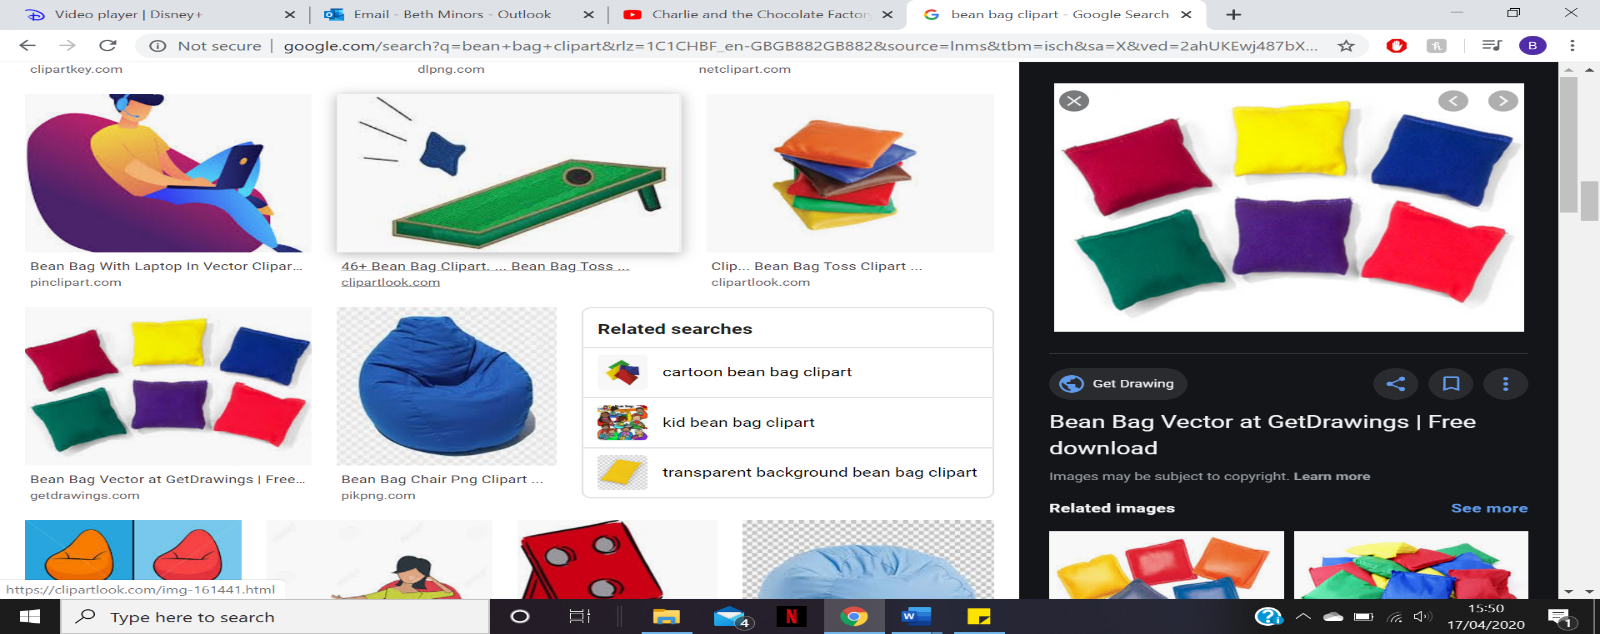 Video player | Disney+
Email - Beth Minors - Outlook
Charlie and the Chocolate Factor
bean bag clipart - Google Search
Not secure
google.com/search?q=bean+bag+clipart&rlz=1C1CHBF_en-GBGB882GB882&source=lnms&tbm=isch&sa=X&ved=2ahUKEwj487bX...
B
clipartkey.com
dlpng.com
netclipart.com
Bean Bag With Laptop In Vector Clipar...
pinclipart.com
46+ Bean Bag Clipart. ... Bean Bag Toss ...
clipartlook.com
Clip... Bean Bag Toss Clipart ...
clipartlook.com
Bean Bag Vector at GetDrawings | Free...
getdrawings.com
Bean Bag Chair Png Clipart ...
pikpng.com
Related searches
cartoon bean bag clipart
kid bean bag clipart
transparent background bean bag clipart
Get Drawing
Bean Bag Vector at GetDrawings | Free
download
Images may be subject to copyright. Learn more
Related images
See more
https://clipartlook.com/img-161441.html
Type here to search
4
N
W
15:50
17/04/2020
1